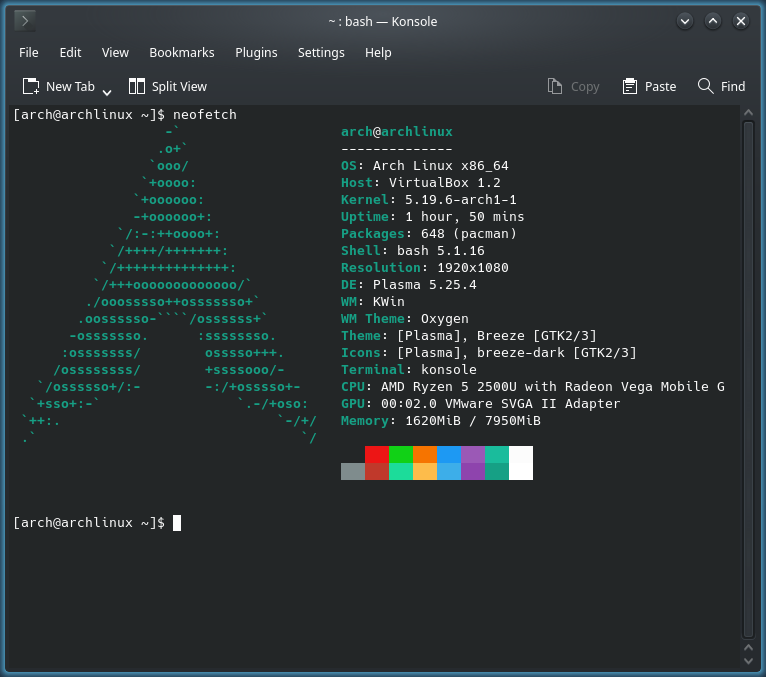 ~ : bash — Konsole
File Edit View Bookmarks Plugins Settings Help
New Tab Split View Copy Paste Find
[arch@archlinux ~]$ neofetch
-` arch@archlinux
.o+` --------------
`ooo/ OS: Arch Linux x86_64
`+oooo: Host: VirtualBox 1.2
`+oooooo: Kernel: 5.19.6-arch1-1
-+oooooo+: Uptime: 1 hour, 50 mins
`/:-:++oooo+: Packages: 648 (pacman)
`/++++/+++++++: Shell: bash 5.1.16
`/++++++++++++++: Resolution: 1920x1080
`/+++ooooooooooooo/` DE: Plasma 5.25.4
./ooosssso++osssssso+` WM: KWin
.oossssso-````/ossssss+` WM Theme: Oxygen
-osssssso. :ssssssso. Theme: [Plasma], Breeze [GTK2/3]
:osssssss/ osssso+++. Icons: [Plasma], breeze-dark [GTK2/3]
/ossssssss/ +ssssooo/- Terminal: konsole
`/ossssso+/:- -:/+osssso+- CPU: AMD Ryzen 5 2500U with Radeon Vega Mobile G
`+sso+:-` `.-/+oso: GPU: 00:02.0 VMware SVGA II Adapter
`++:. `-/+/ Memory: 1620MiB / 7950MiB
.` `/
[arch@archlinux ~]$